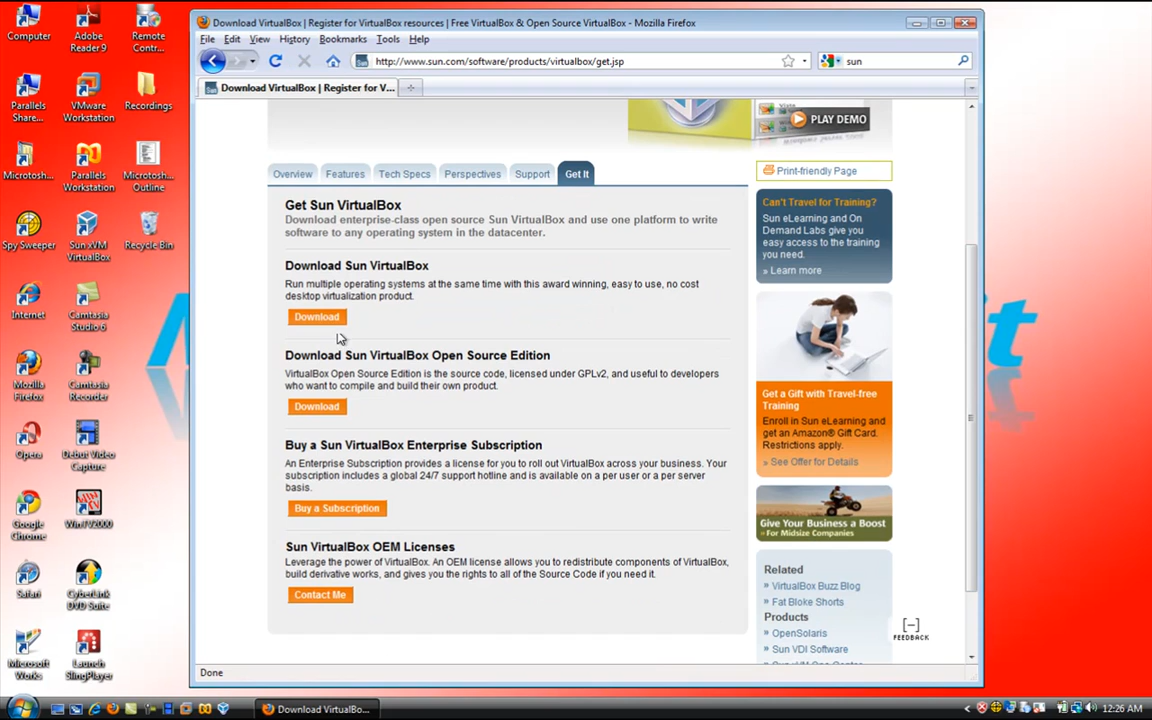 Computer
Adobe Reader 9
Remote Contr...
Parallels Share...
VMware Workstation
Recordings
Microtosh...
Parallels Workstation
Microtosh... Outline
Spy Sweeper
Sun xVM VirtualBox
Recycle Bin
Internet
Camtasia Studio 6
Mozilla Firefox
Camtasia Recorder
Opera
Debut Video Capture
Google Chrome
WinTV2000
Safari
CyberLink DVD Suite
Microsoft Works
Launch SlingPlayer
Download VirtualBox | Register for VirtualBox resources | Free VirtualBox & Open Source VirtualBox - Mozilla Firefox
File Edit View History Bookmarks Tools Help
http://www.sun.com/software/products/virtualbox/get.jsp
sun
Download VirtualBox | Register for V...
PLAY DEMO
Overview Features Tech Specs Perspectives Support Get It
Get Sun VirtualBox
Download enterprise-class open source Sun VirtualBox and use one platform to write
software to any operating system in the datacenter.
Download Sun VirtualBox
Run multiple operating systems at the same time with this award winning, easy to use, no cost
desktop virtualization product.
Download
Download Sun VirtualBox Open Source Edition
VirtualBox Open Source Edition is the source code, licensed under GPLv2, and useful to developers
who want to compile and build their own product.
Download
Buy a Sun VirtualBox Enterprise Subscription
An Enterprise Subscription provides a license for you to roll out VirtualBox across your business. Your
subscription includes a global 24/7 support hotline and is available on a per user or a per server
basis.
Buy a Subscription
Sun VirtualBox OEM Licenses
Leverage the power of VirtualBox. An OEM license allows you to redistribute components of VirtualBox,
build derivative works, and gives you the rights to all of the Source Code if you need it.
Contact Me
Print-friendly Page
Can't Travel for Training?
Sun eLearning and On
Demand Labs give you
easy access to the training
you need.
» Learn more
Get a Gift with Travel-free
Training
Enroll in Sun eLearning and
get an Amazon® Gift Card.
Restrictions apply.
» See Offer for Details
Give Your Business a Boost
» For Midsize Companies
Related
» VirtualBox Buzz Blog
» Fat Bloke Shorts
Products
» OpenSolaris
» Sun VDI Software
[–]
FEEDBACK
Done
Download VirtualBo...
12:26 AM